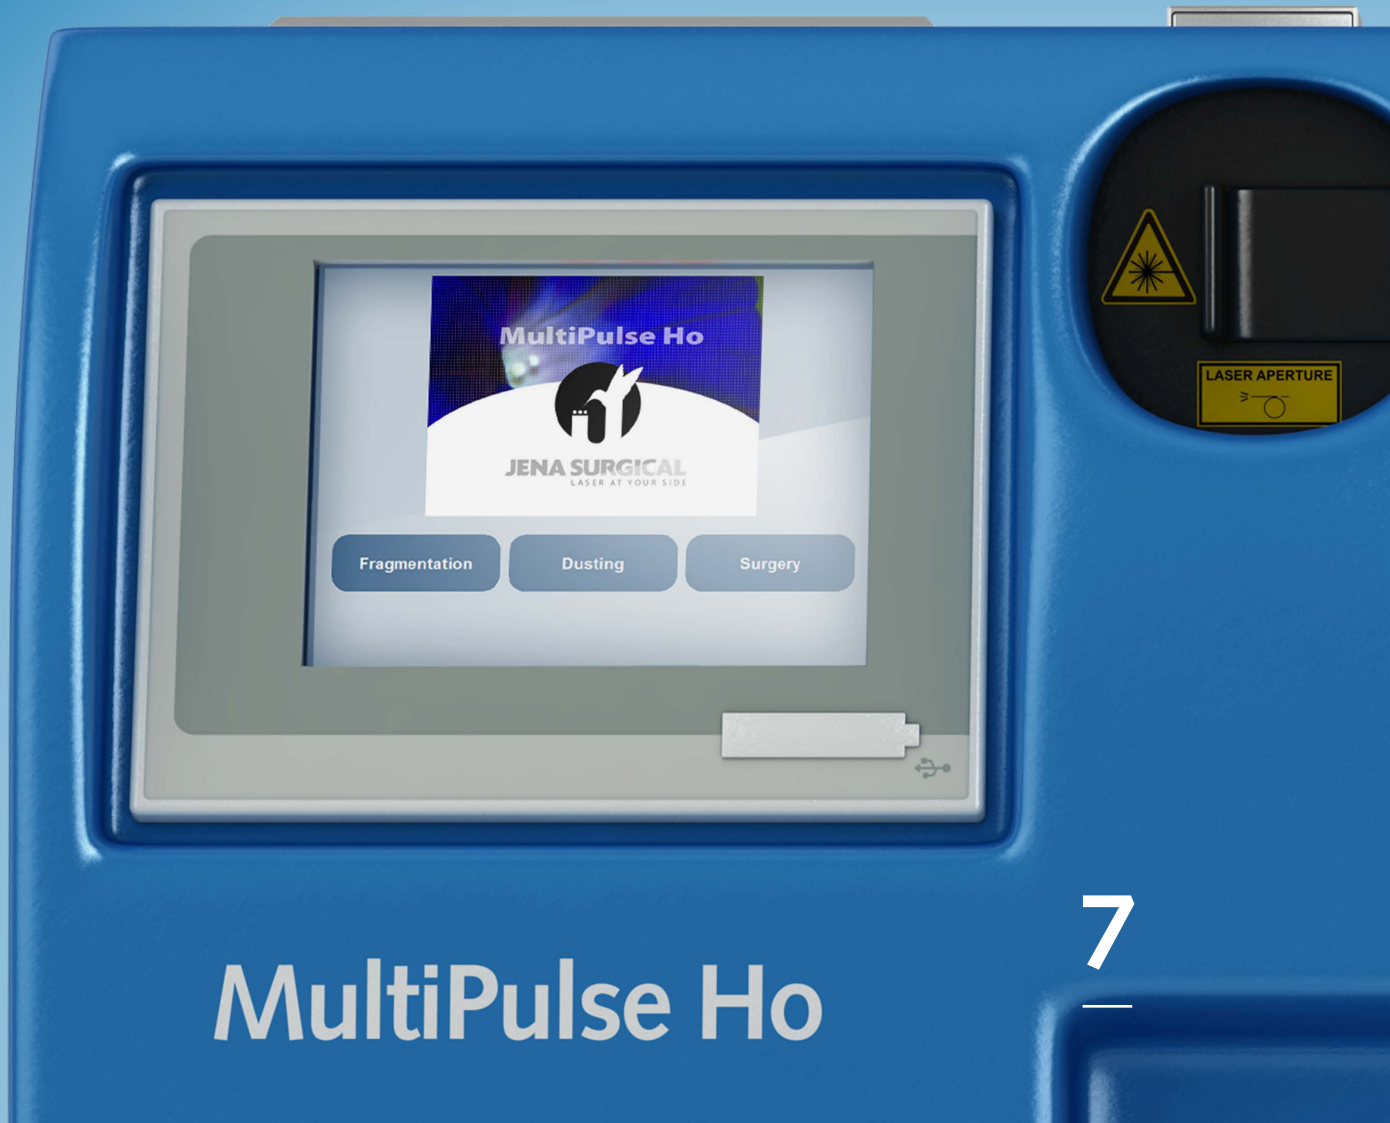 MultiPulse Ho
JENA SURGICAL
LASER AT YOUR SIDE
Fragmentation
Dusting
Surgery
LASER APERTURE
7
MultiPulse Ho